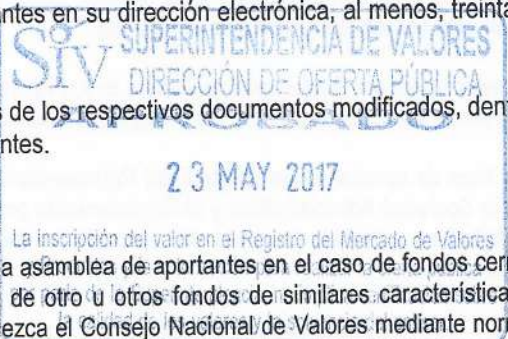 antes en su dirección electrónica, al menos, treinta
SIV SUPERINTENDENCIA DE VALORES
DIRECCIÓN DE OFERTA PÚBLICA
s de los respectivos documentos modificados, den
APROBADO
ntes.
23 MAY 2017
La inscripción del valor en el Registro del Mercado de Valores
a asamblea de aportantes en el caso de fondos cerr
de otro u otros fondos de similares característica
ezca el Consejo Nacional de Valores mediante norm